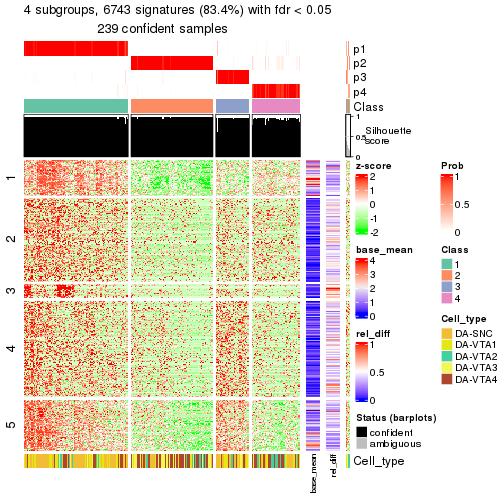 4 subgroups, 6743 signatures (83.4%) with fdr < 0.05
239 confident samples
p1
p2
p3
p4
Class
1
0.5
0
Silhouette
score
1
2
3
4
5
Cell_type
base_mean
rel_diff
z-score
2
1
0
-1
-2
base_mean
4
3
2
1
0
rel_diff
1
0.5
0
Status (barplots)
confident
ambiguous
Prob
1
0.5
0
Class
1
2
3
4
Cell_type
DA-SNC
DA-VTA1
DA-VTA2
DA-VTA3
DA-VTA4